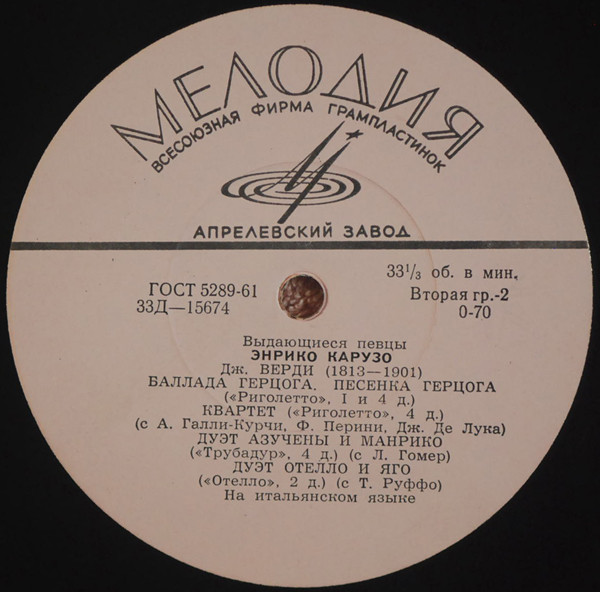 МЕЛОДИЯ
ВСЕСОЮЗНАЯ ФИРМА ГРАМПЛАСТИНОК
АПРЕЛЕВСКИЙ ЗАВОД
ГОСТ 5289-61
33Д—15674
33⅓ об. в мин.
Вторая гр.-2
0-70
Выдающиеся певцы
ЭНРИКО КАРУЗО
Дж. ВЕРДИ (1813—1901)
БАЛЛАДА ГЕРЦОГА, ПЕСЕНКА ГЕРЦОГА
(«Риголетто», I и 4 д.)
КВАРТЕТ («Риголетто», 4 д.)
(с А. Галли-Курчи, Ф. Перини, Дж. Де Лука)
ДУЭТ АЗУЧЕНЫ И МАНРИКО
(«Трубадур», 4 д.) (с Л. Гомер)
ДУЭТ ОТЕЛЛО И ЯГО
(«Отелло», 2 д.) (с Т. Руффо)
На итальянском языке